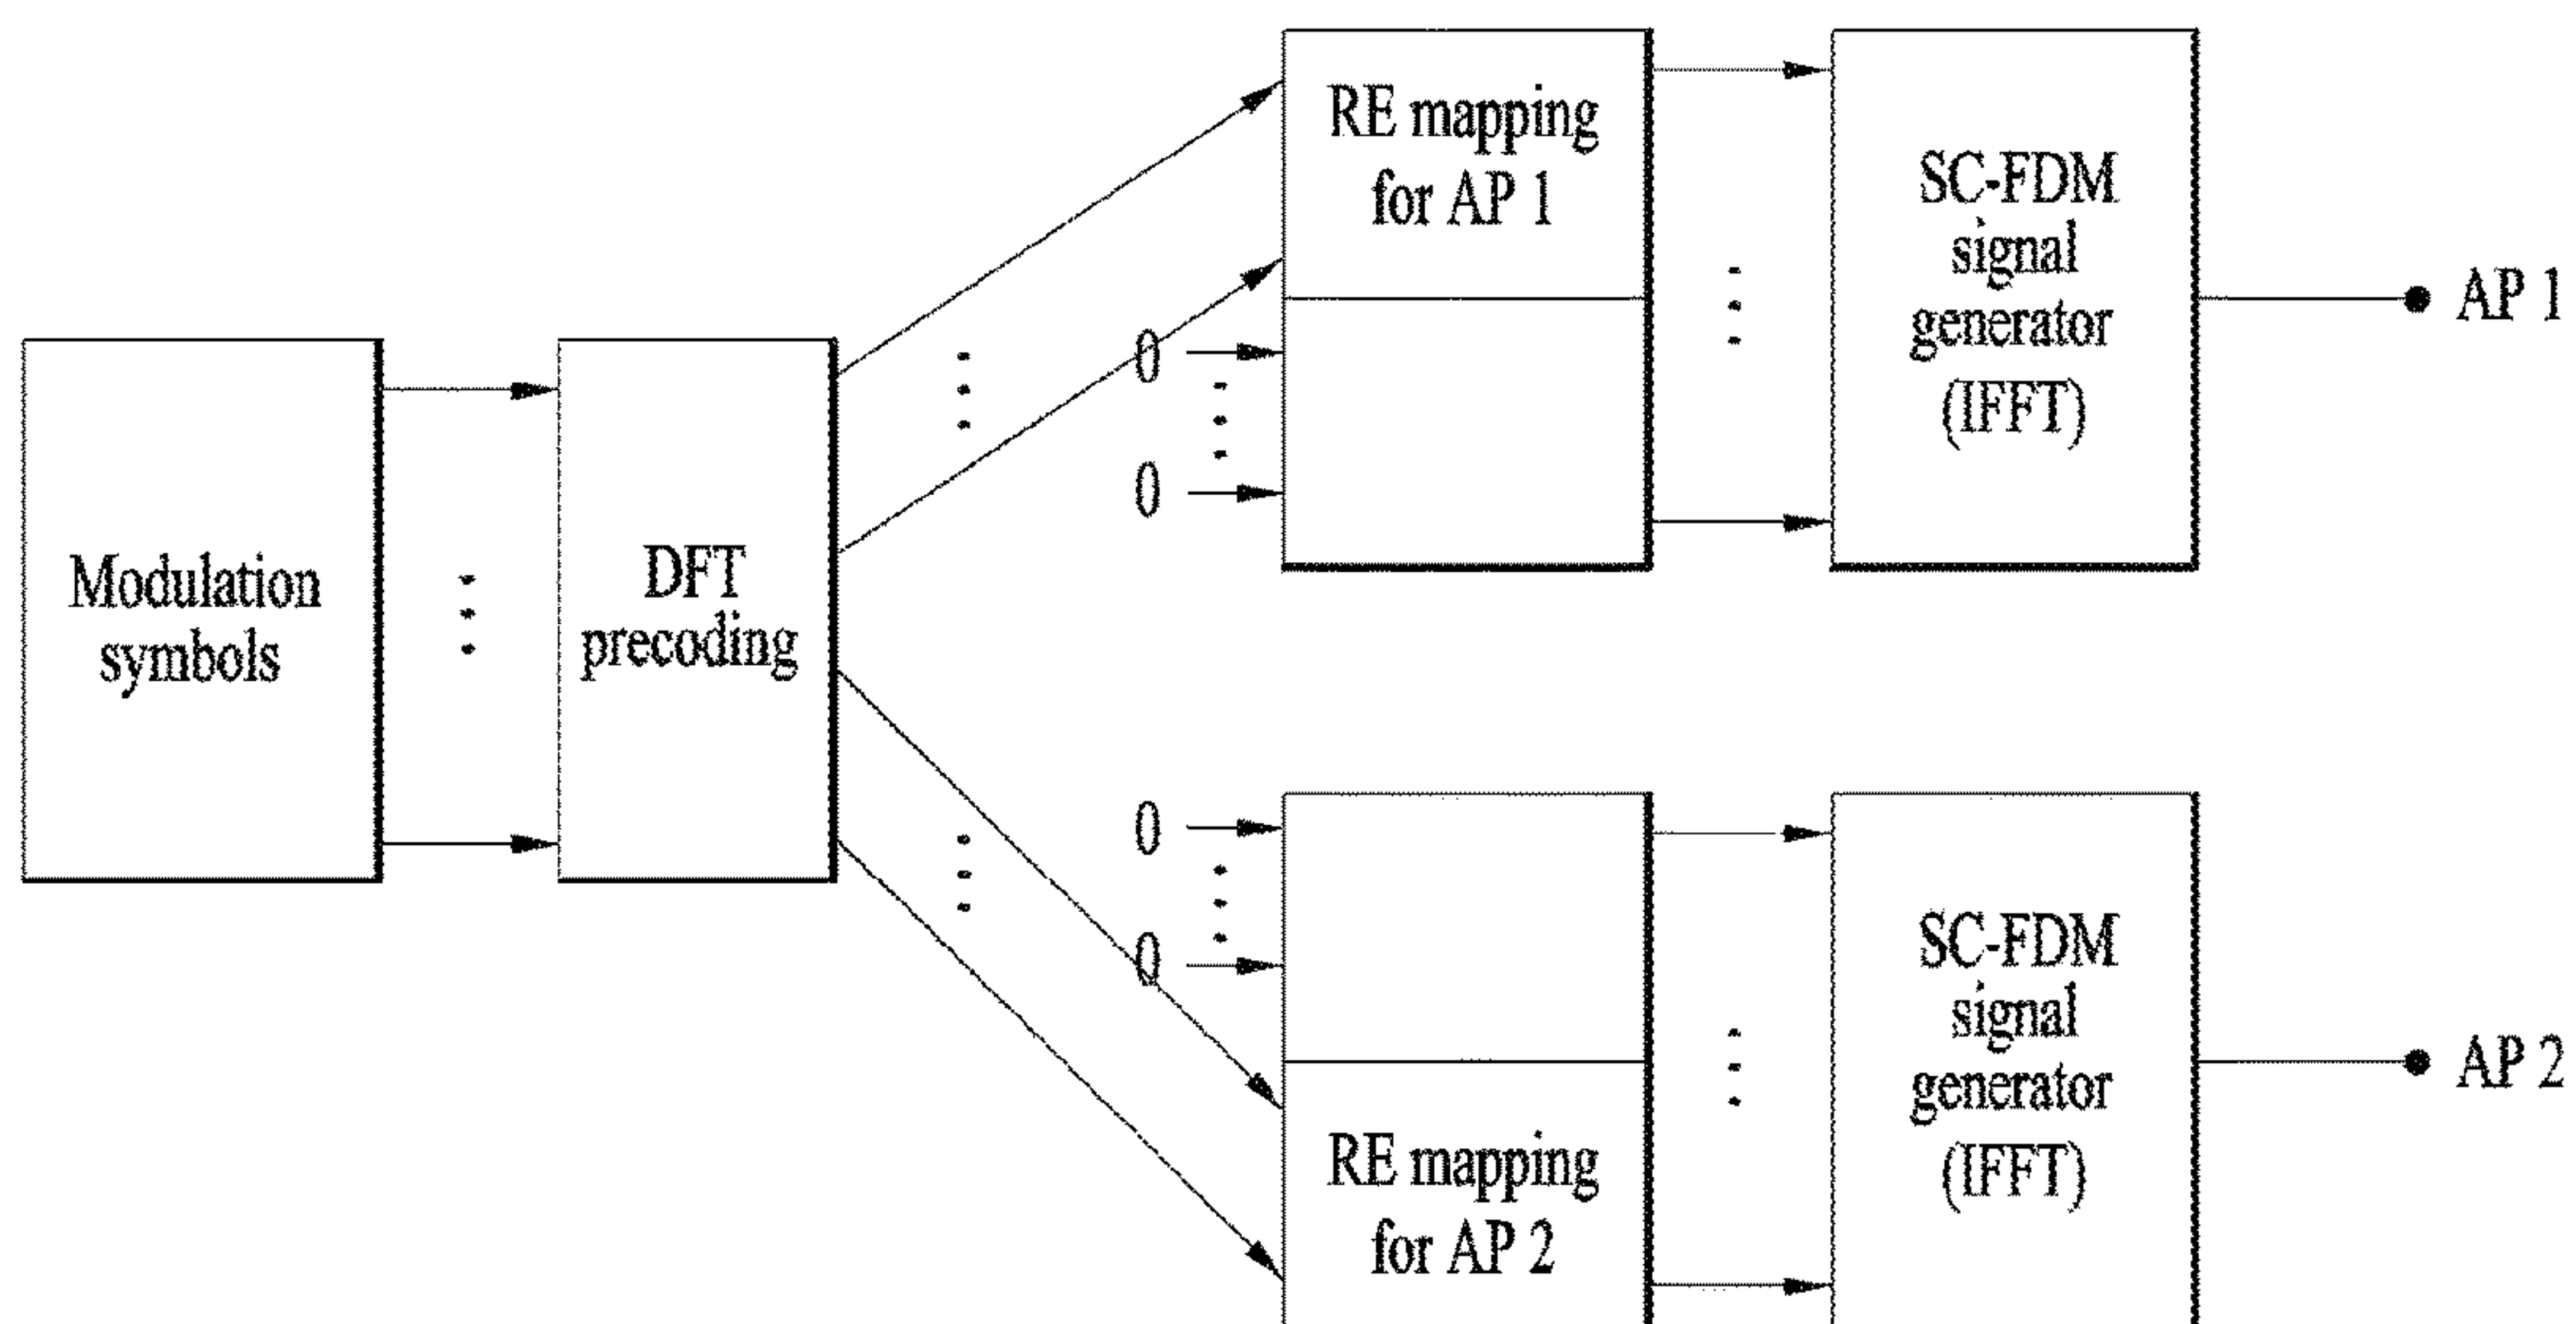 Modulation
symbols
DFT
precoding
RE mapping
for AP 1
0
0
SC-FDM
signal
generator
(IFFT)
AP 1
0
0
RE mapping
for AP 2
SC-FDM
signal
generator
(IFFT)
AP 2